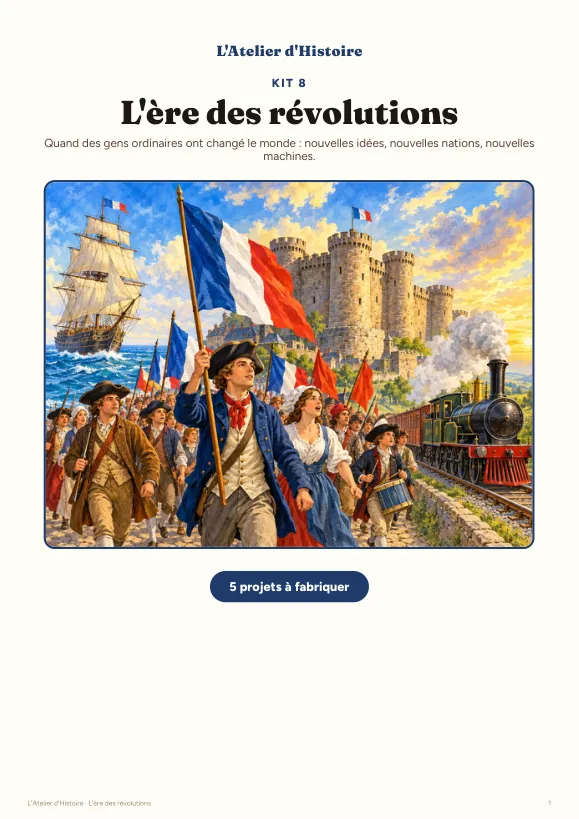 L'Atelier d'Histoire
KIT 8
L'ère des révolutions
Quand des gens ordinaires ont changé le monde : nouvelles idées, nouvelles nations, nouvelles
machines.
5 projets à fabriquer
L'Atelier d'Histoire · L'ère des révolutions
1